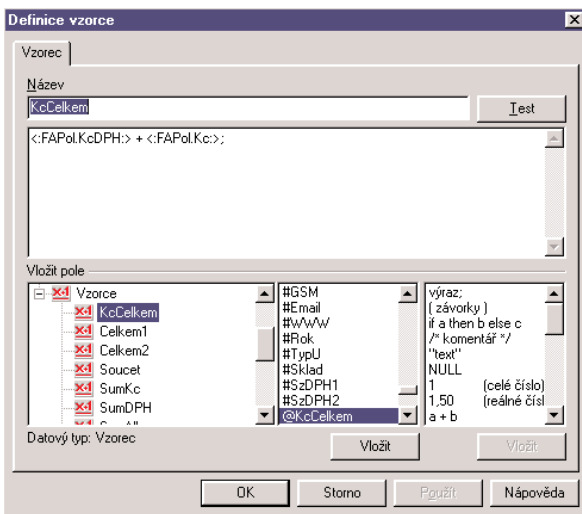 Definice vzorce
Vzorec
Název
KcCelkem
Test
<:FAPol.KcDPH:> + <:FAPol.Kc:>;
Vložit pole
Vzorce
KcCelkem
Celkem1
Celkem2
Soucet
SumKc
SumDPH
#GSM
#Email
#WWW
#Rok
#TypU
#Sklad
#SzDPH1
#SzDPH2
@KcCelkem
výraz;
( závorky )
if a then b else c
/* komentář */
"text"
NULL
1 (celé číslo)
1,50 (reálné čísl
a + b
Datový typ: Vzorec
Vložit
Vložit
OK
Storno
Použít
Nápověda